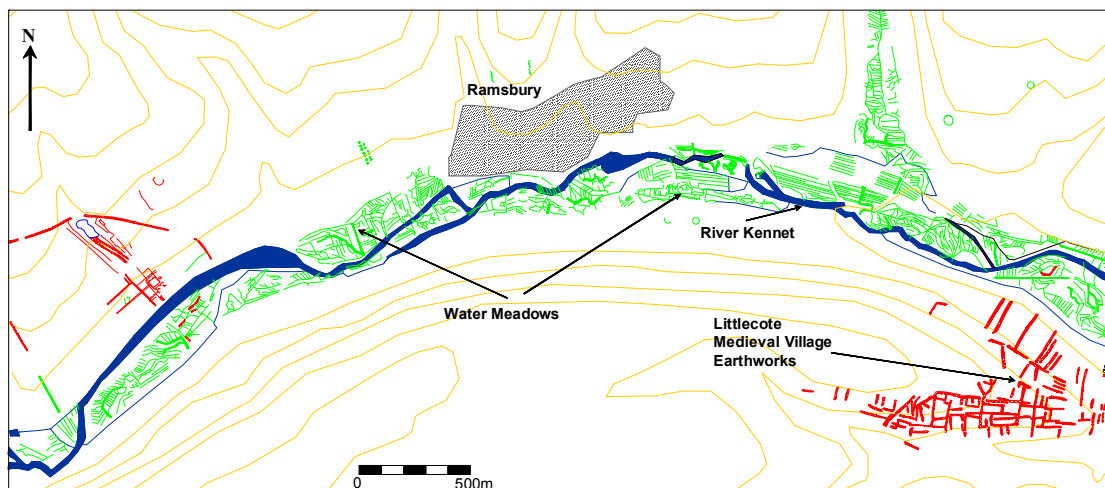 N
Ramsbury
River Kennet
Water Meadows
Littlecote
Medieval Village
Earthworks
0 500m